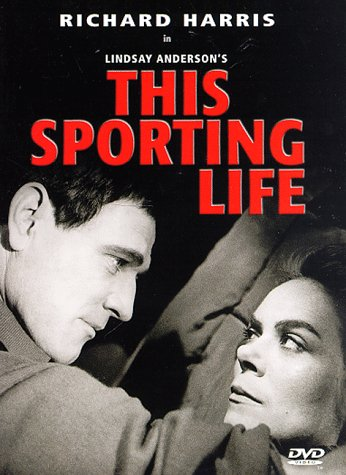 RICHARD HARRIS
in
LINDSAY ANDERSON'S
THIS
SPORTING
LIFE
DVD
VIDEO